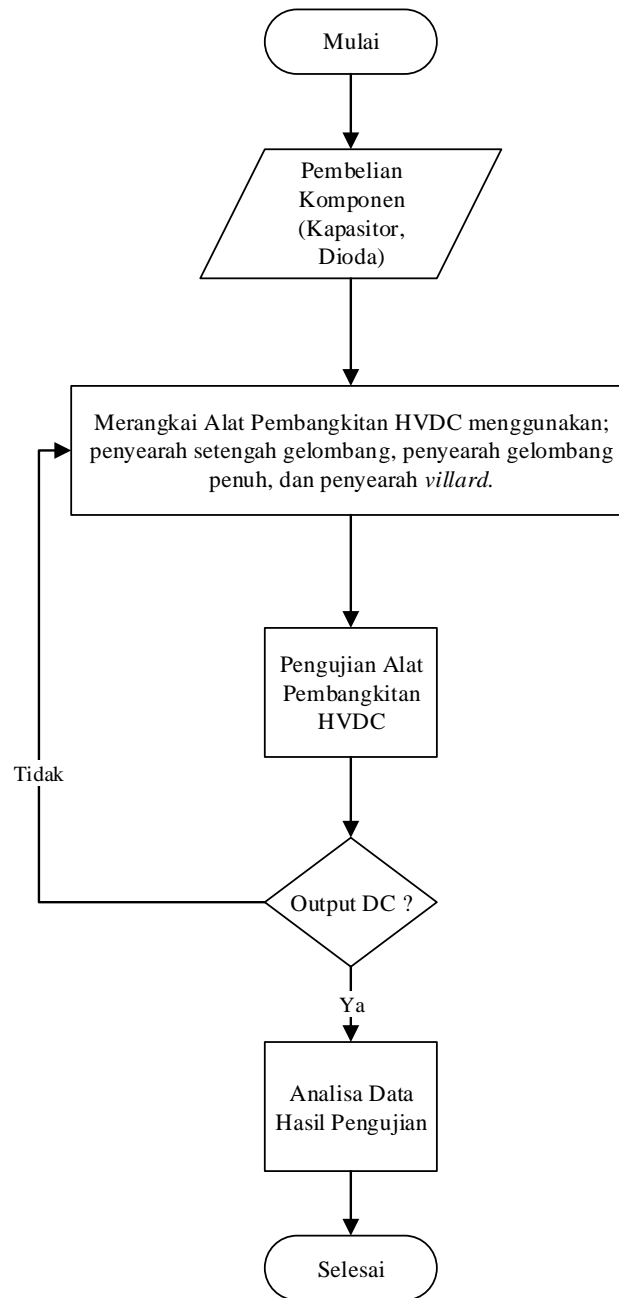 Mulai
Pembelian
Komponen
(Kapasitor,
Dioda)
Merangkai Alat Pembangkitan HVDC menggunakan;
penyearah setengah gelombang, penyearah gelombang
penuh, dan penyearah villard.
Pengujian Alat
Pembangkitan
HVDC
Tidak
Output DC ?
Ya
Analisa Data
Hasil Pengujian
Selesai